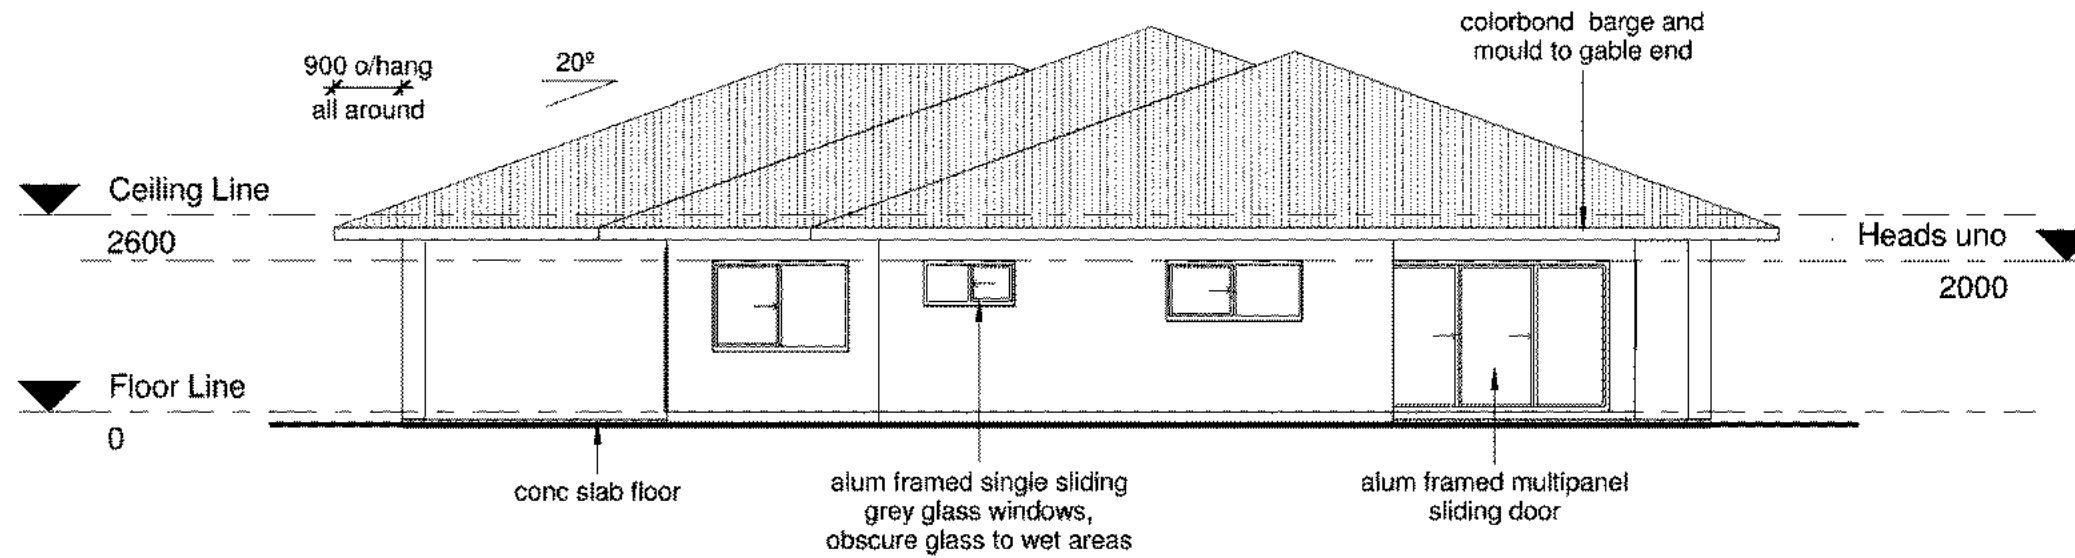 colorbond barge and
mould to gable end
900 o/hang
all around
20º
Ceiling Line
2600
Heads uno
2000
Floor Line
0
conc slab floor
alum framed single sliding
grey glass windows,
obscure glass to wet areas
alum framed multipanel
sliding door